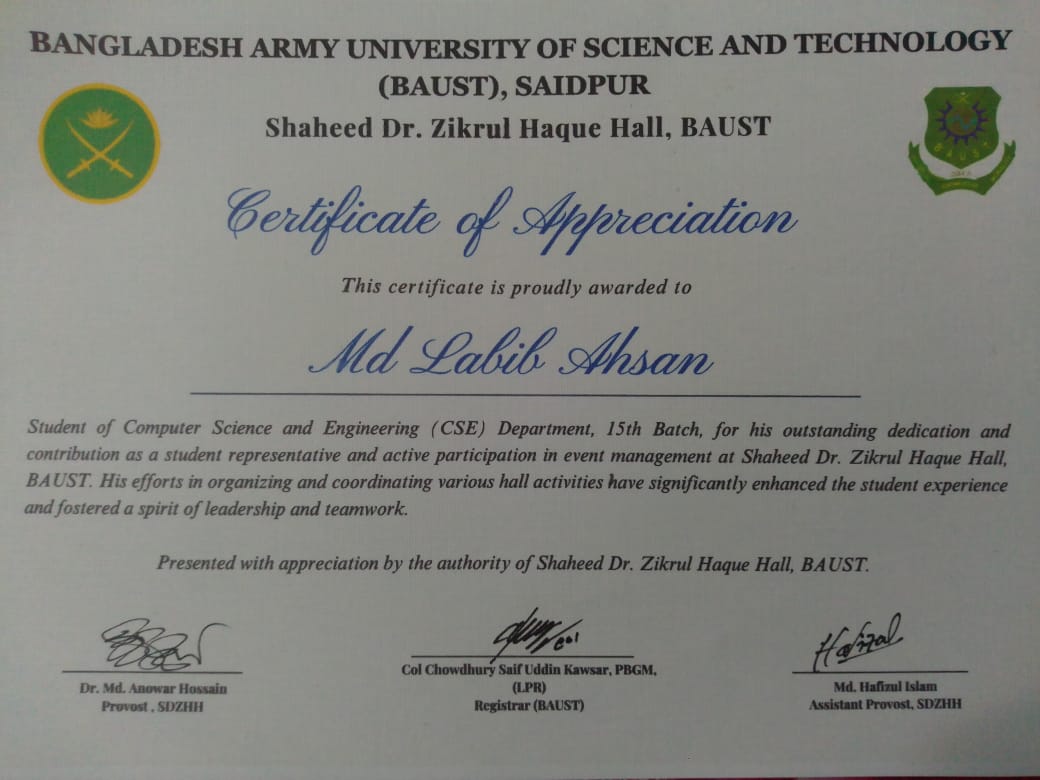 BANGLADESH ARMY UNIVERSITY OF SCIENCE AND TECHNOLOGY
(BAUST), SAIDPUR
Shaheed Dr. Zikrul Haque Hall, BAUST
BAUST
Certificate of Appreciation
This certificate is proudly awarded to
Md Labib Ahsan
Student of Computer Science and Engineering (CSE) Department, 15th Batch, for his outstanding dedication and
contribution as a student representative and active participation in event management at Shaheed Dr. Zikrul Haque Hall,
BAUST. His efforts in organizing and coordinating various hall activities have significantly enhanced the student experience
and fostered a spirit of leadership and teamwork.
Presented with appreciation by the authority of Shaheed Dr. Zikrul Haque Hall, BAUST.
Dr. Md. Anowar Hossain
Provost , SDZHH
Col
Col Chowdhury Saif Uddin Kawsar, PBGM,
(LPR)
Registrar (BAUST)
Hafizul
Md. Hafizul Islam
Assistant Provost, SDZHH